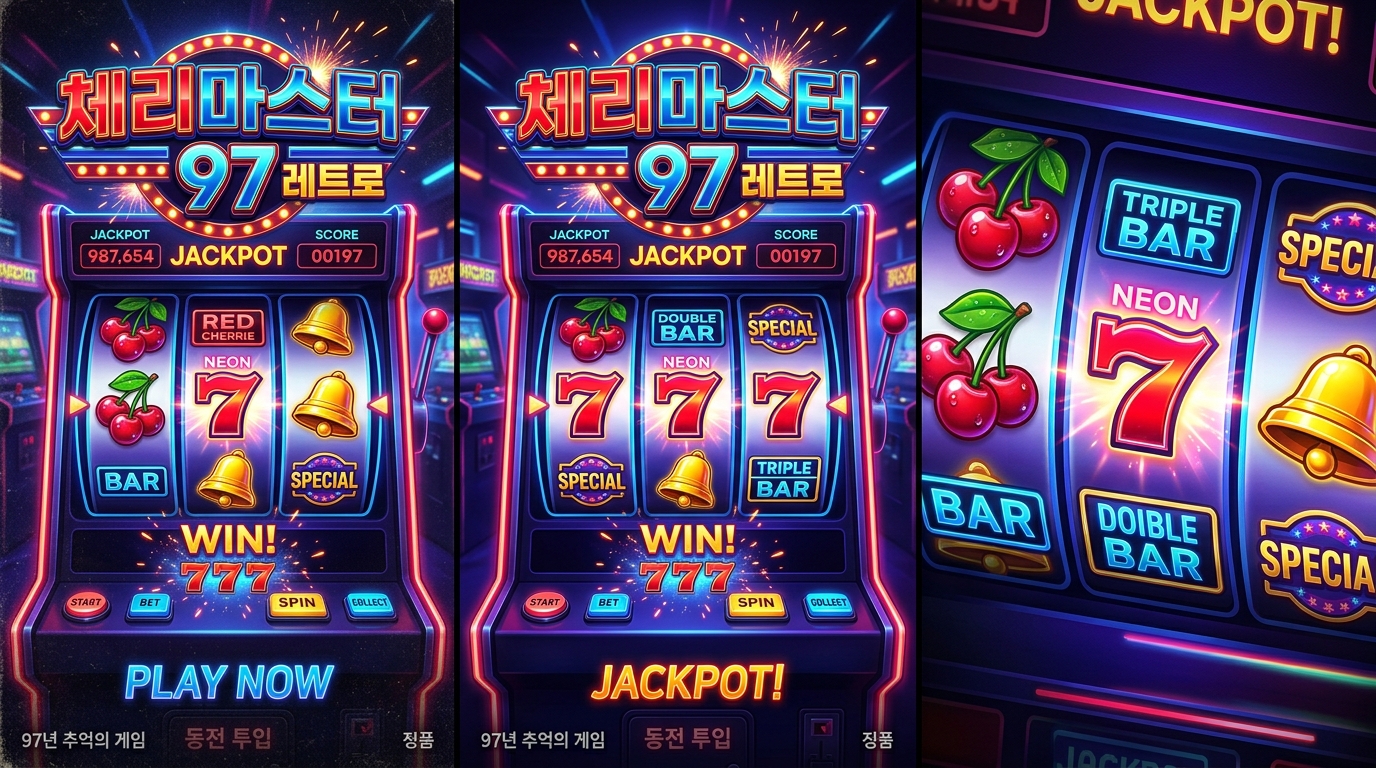 체리마스터
97 레트로
JACKPOT
987,654
JACKPOT
SCORE
00197
RED
CHERRIE
NEON
7
BAR
SPECIAL
WIN!
777
START
BET
SPIN
COLLECT
PLAY NOW
97년 추억의 게임
동전 투입
징품
체리마스터
97 레트로
JACKPOT
987,654
JACKPOT
SCORE
00197
DOUBLE
BAR
SPECIAL
NEON
7
7
7
SPECIAL
TRIPLE
BAR
WIN!
777
START
BET
SPIN
GOLLEET
JACKPOT!
97년 추억의 게임
동전 투입
징품
JACKPOT!
TRIPLE
BAR
SPECIA
NEON
7
BAR
DOIBLE
BAR
SPECIA
JACKPOT